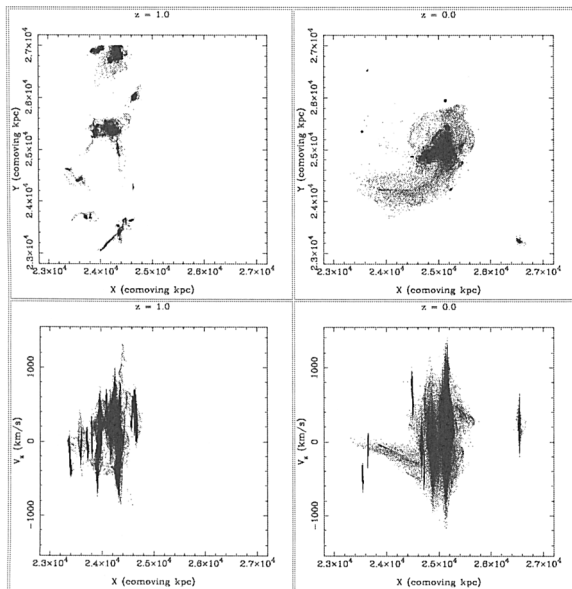 z = 1.0
Y (comoving kpc)
2.7×10⁴
2.6×10⁴
2.5×10⁴
2.4×10⁴
2.3×10⁴
2.3×10⁴ 2.4×10⁴ 2.5×10⁴ 2.6×10⁴ 2.7×10⁴
X (comoving kpc)
z = 0.0
Y (comoving kpc)
2.7×10⁴
2.6×10⁴
2.5×10⁴
2.4×10⁴
2.3×10⁴
2.3×10⁴ 2.4×10⁴ 2.5×10⁴ 2.6×10⁴ 2.7×10⁴
X (comoving kpc)
z = 1.0
Vₓ (km/s)
1000
0
−1000
2.3×10⁴ 2.4×10⁴ 2.5×10⁴ 2.6×10⁴ 2.7×10⁴
X (comoving kpc)
z = 0.0
Vₓ (km/s)
1000
0
−1000
2.3×10⁴ 2.4×10⁴ 2.5×10⁴ 2.6×10⁴ 2.7×10⁴
X (comoving kpc)